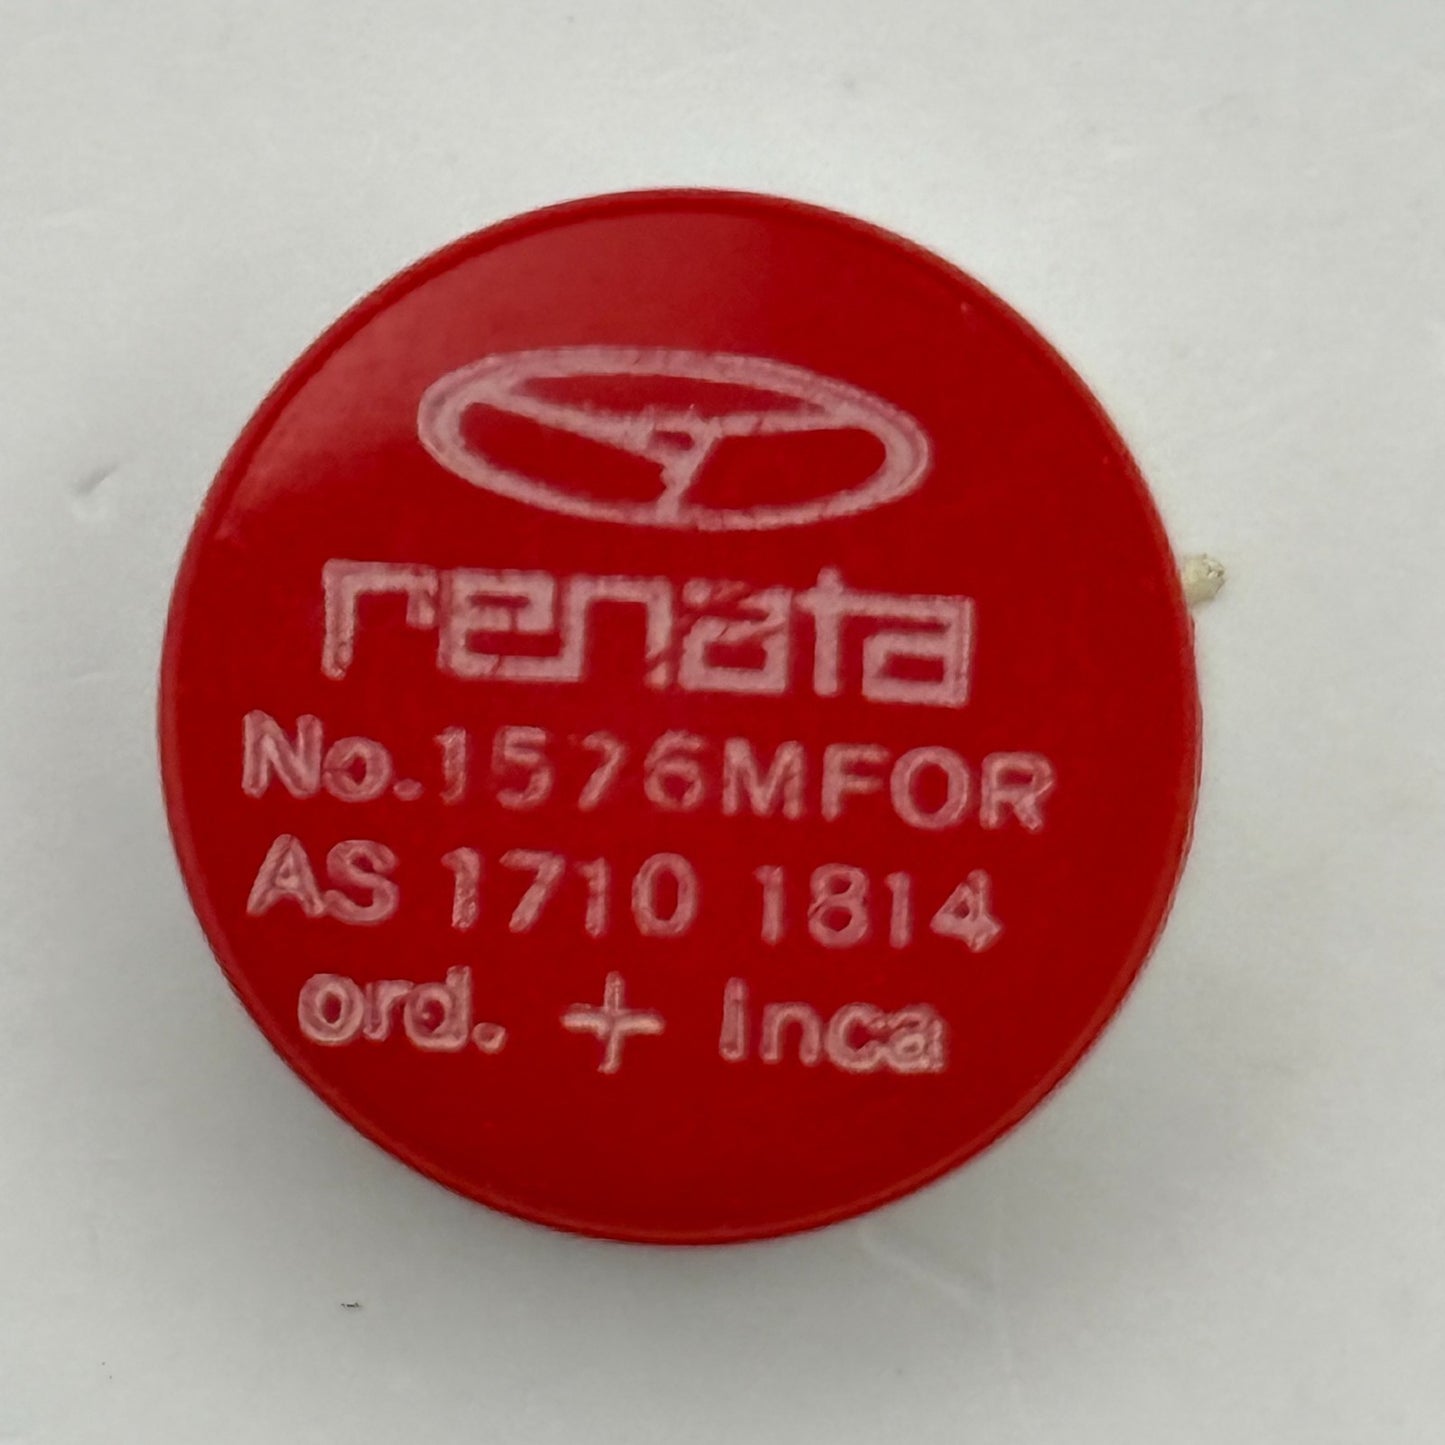 renata
No.1576MFOR
AS 1710 1814
ord. + Inca